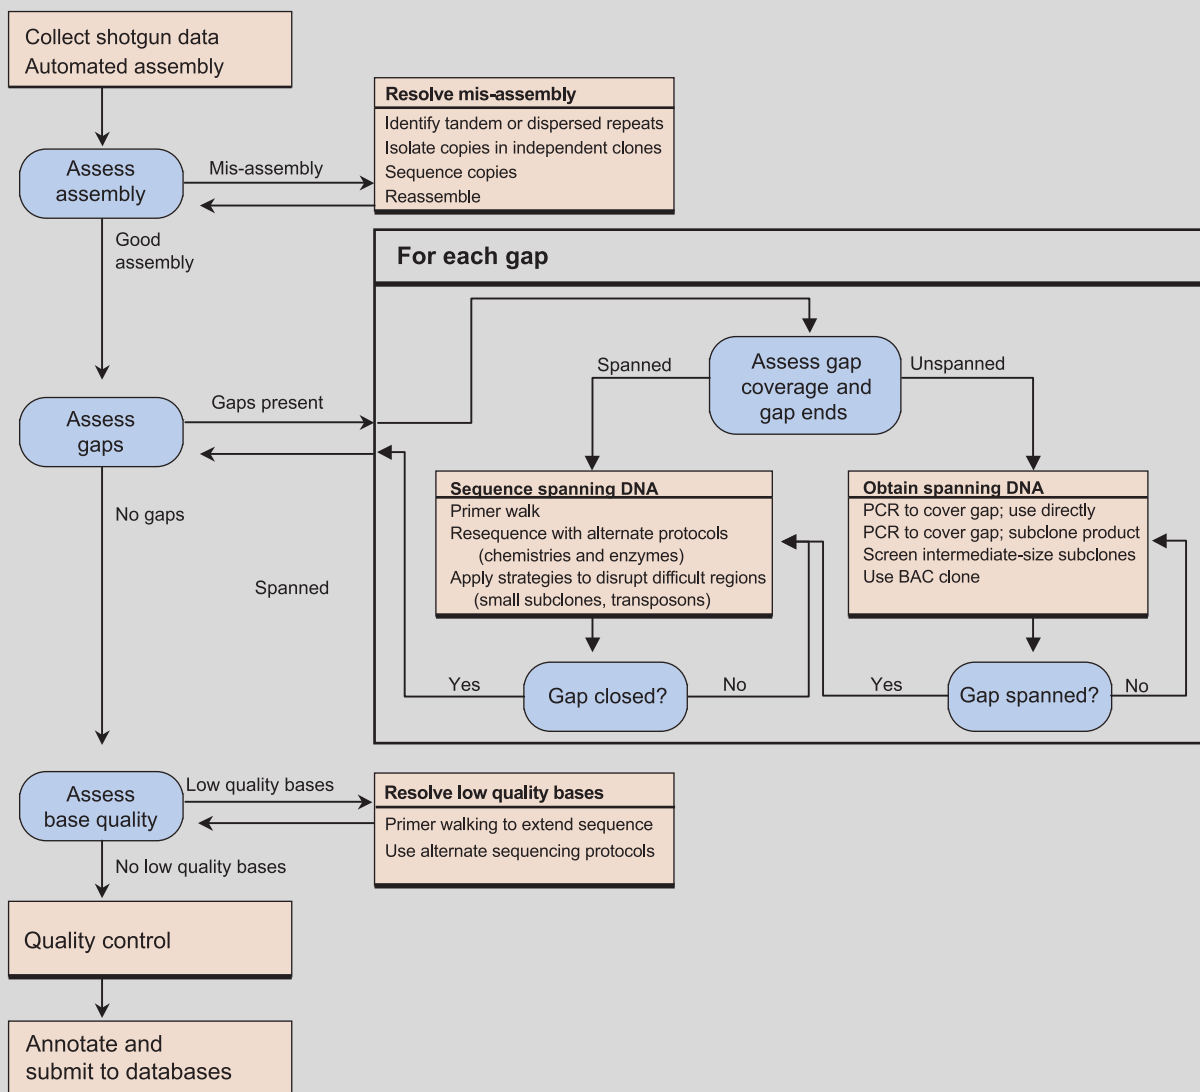 Collect shotgun data
Automated assembly
Resolve mis-assembly
Identify tandem or dispersed repeats
Isolate copies in independent clones
Sequence copies
Reassemble
Assess
assembly
Mis-assembly
Good
assembly
For each gap
Assess gap
coverage and
gap ends
Spanned
Unspanned
Assess
gaps
Gaps present
No gaps
Spanned
Sequence spanning DNA
Primer walk
Resequence with alternate protocols
(chemistries and enzymes)
Apply strategies to disrupt difficult regions
(small subclones, transposons)
Obtain spanning DNA
PCR to cover gap; use directly
PCR to cover gap; subclone product
Screen intermediate-size subclones
Use BAC clone
Yes
Gap closed?
No
Yes
Gap spanned?
No
Assess
base quality
Low quality bases
Resolve low quality bases
Primer walking to extend sequence
Use alternate sequencing protocols
No low quality bases
Quality control
Annotate and
submit to databases